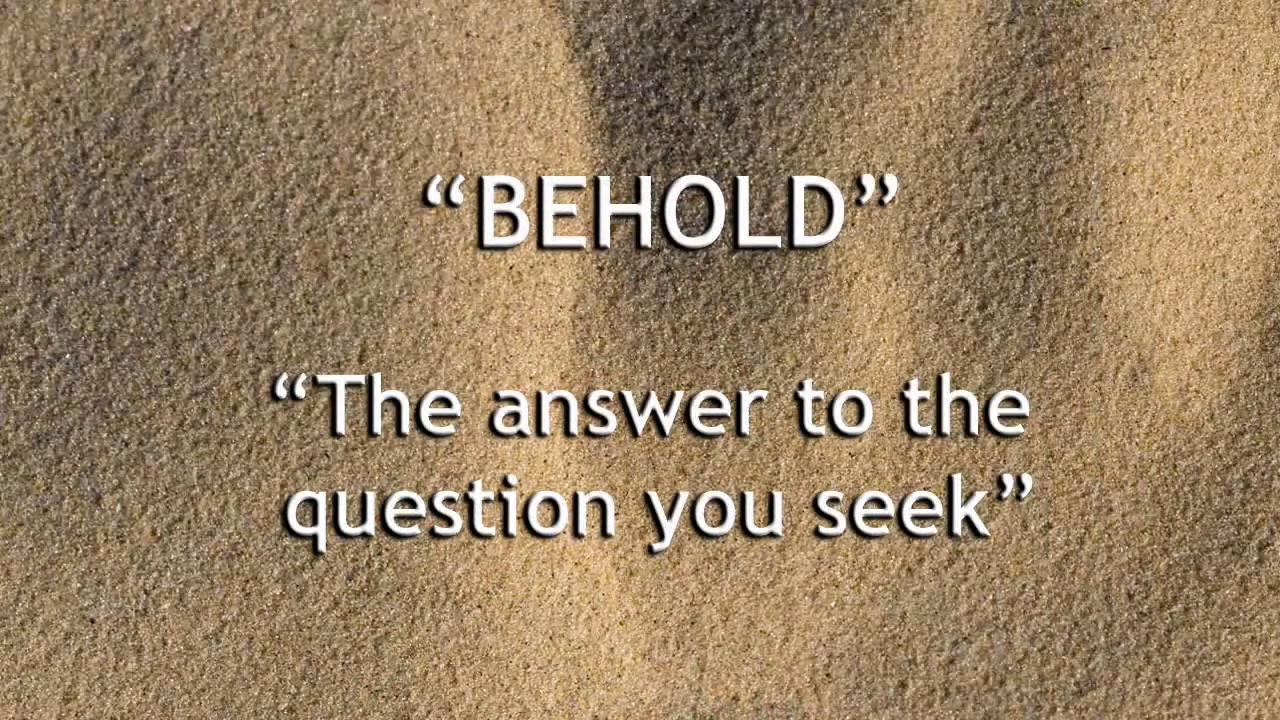 “BEHOLD”
“The answer to the
question you seek”